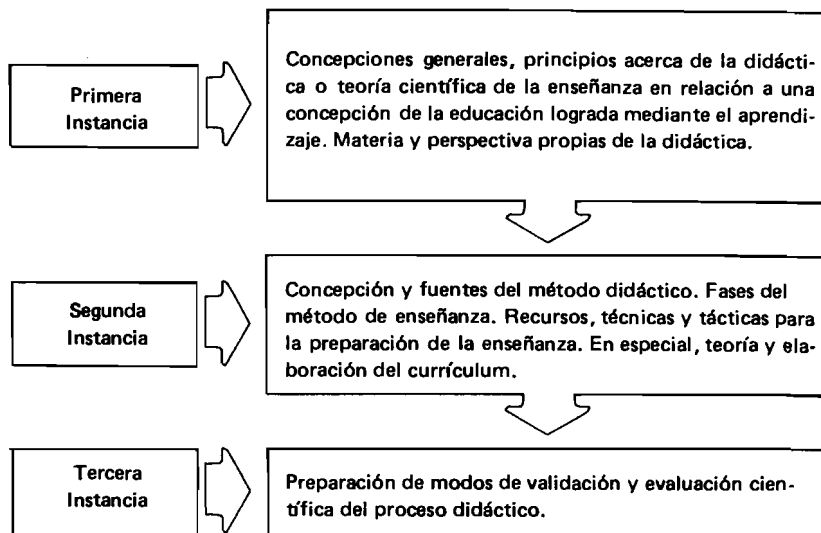 Primera
Instancia
Concepciones generales, principios acerca de la didácti-
ca o teoría científica de la enseñanza en relación a una
concepción de la educación lograda mediante el aprendi-
zaje. Materia y perspectiva propias de la didáctica.
Segunda
Instancia
Concepción y fuentes del método didáctico. Fases del
método de enseñanza. Recursos, técnicas y tácticas para
la preparación de la enseñanza. En especial, teoría y ela-
boración del currículum.
Tercera
Instancia
Preparación de modos de validación y evaluación cien-
tífica del proceso didáctico.